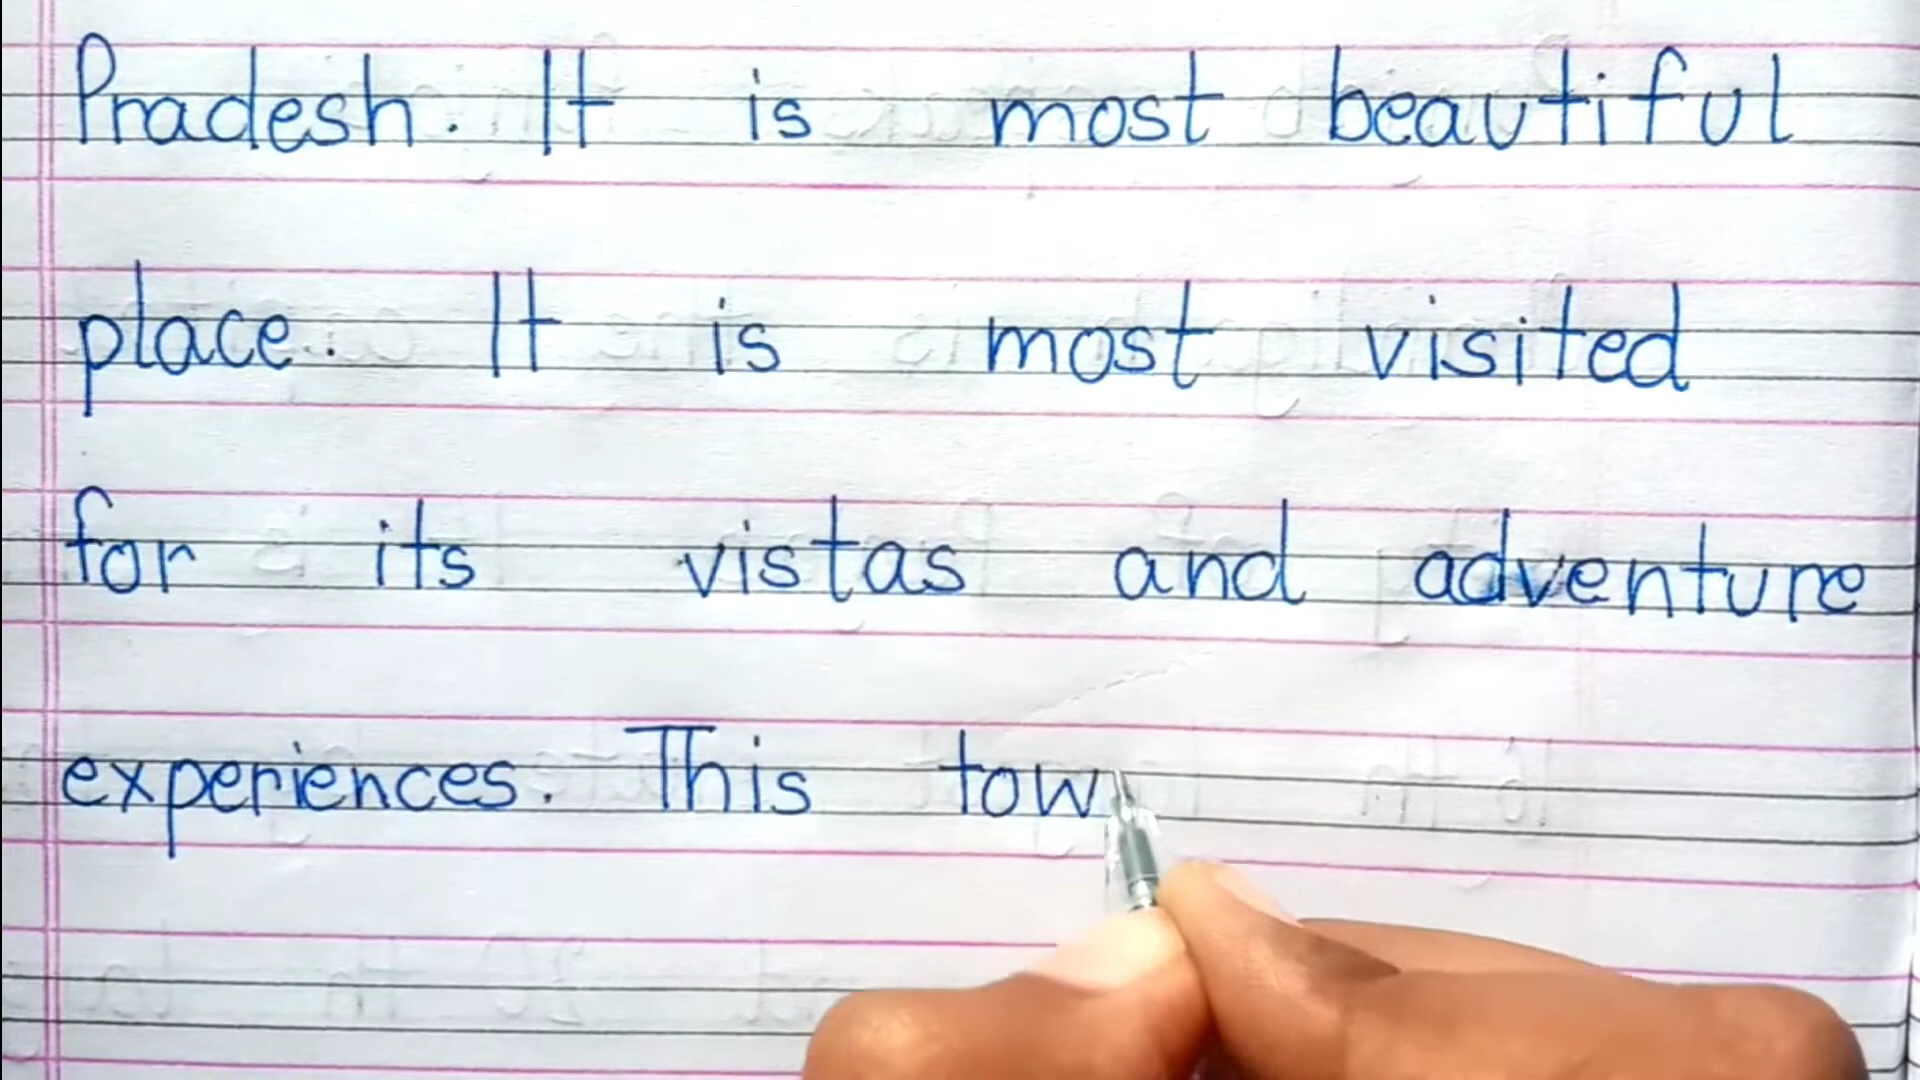 Pradesh. It is most beautiful
place. It is most visited
for its vistas and adventure
experiences. This tow